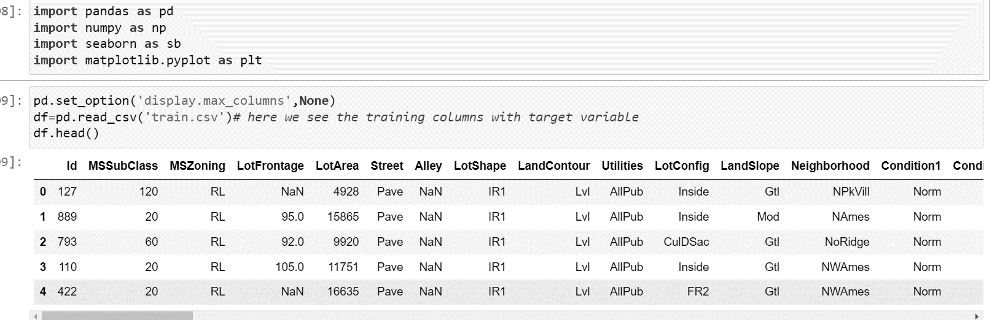 8]:
import pandas as pd
import numpy as np
import seaborn as sb
import matplotlib.pyplot as plt
9]:
pd.set_option('display.max_columns',None)
df=pd.read_csv('train.csv')# here we see the training columns with target variable
df.head()
9]:
Id MSSubClass MSZoning LotFrontage LotArea Street Alley LotShape LandContour Utilities LotConfig LandSlope Neighborhood Condition1 Condi
0 127 120 RL NaN 4928 Pave NaN IR1 Lvl AllPub Inside Gtl NPkVill Norm
1 889 20 RL 95.0 15865 Pave NaN IR1 Lvl AllPub Inside Mod NAmes Norm
2 793 60 RL 92.0 9920 Pave NaN IR1 Lvl AllPub CulDSac Gtl NoRidge Norm
3 110 20 RL 105.0 11751 Pave NaN IR1 Lvl AllPub Inside Gtl NWAmes Norm
4 422 20 RL NaN 16635 Pave NaN IR1 Lvl AllPub FR2 Gtl NWAmes Norm